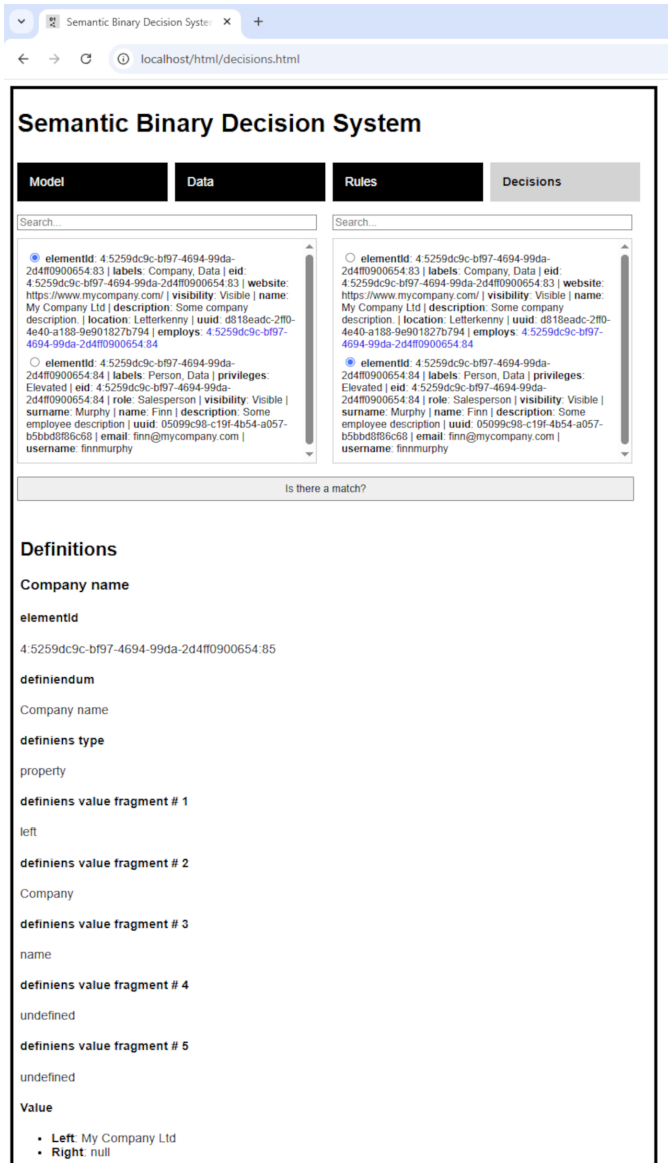 Semantic Binary Decision System
localhost/html/decisions.html
Semantic Binary Decision System
Model
Data
Rules
Decisions
Search...
Search...
elementId: 4:5259dc9c-bf97-4694-99da-
2d4ff0900654:83 | labels: Company, Data | eid:
4:5259dc9c-bf97-4694-99da-2d4ff0900654:83 | website:
https://www.mycompany.com/ | visibility: Visible | name:
My Company Ltd | description: Some company
description. | location: Letterkenny | uuid: d818eadc-2ff0-
4e40-a188-9e901827b794 | employs: 4:5259dc9c-bf97-
4694-99da-2d4ff0900654:84
elementId: 4:5259dc9c-bf97-4694-99da-
2d4ff0900654:84 | labels: Person, Data | privileges:
Elevated | eid: 4:5259dc9c-bf97-4694-99da-
2d4ff0900654:84 | role: Salesperson | visibility: Visible |
surname: Murphy | name: Finn | description: Some
employee description | uuid: 05099c98-c19f-4b54-a057-
b5bbd8f86c68 | email: finn@mycompany.com |
username: finnmurphy
elementId: 4:5259dc9c-bf97-4694-99da-
2d4ff0900654:83 | labels: Company, Data | eid:
4:5259dc9c-bf97-4694-99da-2d4ff0900654:83 | website:
https://www.mycompany.com/ | visibility: Visible | name:
My Company Ltd | description: Some company
description. | location: Letterkenny | uuid: d818eadc-2ff0-
4e40-a188-9e901827b794 | employs: 4:5259dc9c-bf97-
4694-99da-2d4ff0900654:84
elementId: 4:5259dc9c-bf97-4694-99da-
2d4ff0900654:84 | labels: Person, Data | privileges:
Elevated | eid: 4:5259dc9c-bf97-4694-99da-
2d4ff0900654:84 | role: Salesperson | visibility: Visible |
surname: Murphy | name: Finn | description: Some
employee description | uuid: 05099c98-c19f-4b54-a057-
b5bbd8f86c68 | email: finn@mycompany.com |
username: finnmurphy
Is there a match?
Definitions
Company name
elementId
4:5259dc9c-bf97-4694-99da-2d4ff0900654:85
definiendum
Company name
definiens type
property
definiens value fragment # 1
left
definiens value fragment # 2
Company
definiens value fragment # 3
name
definiens value fragment # 4
undefined
definiens value fragment # 5
undefined
Value
• Left: My Company Ltd
• Right: null